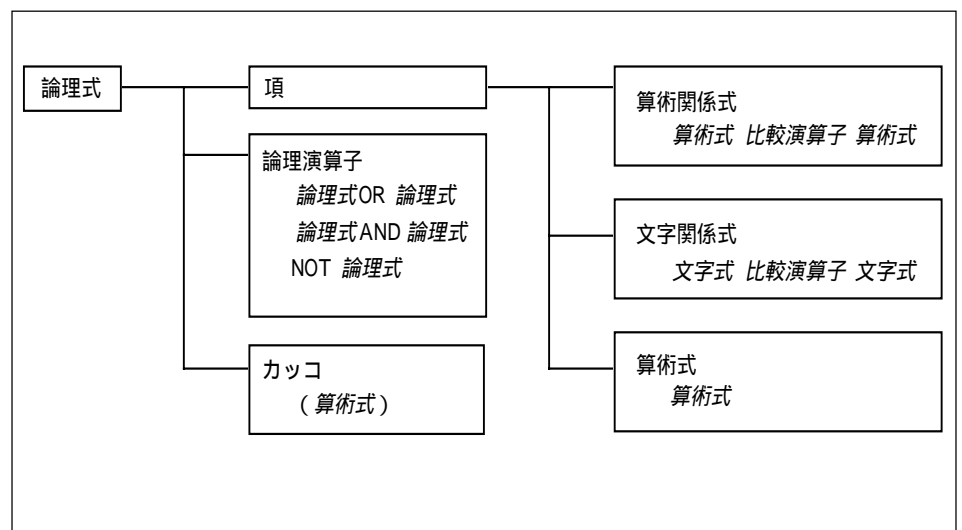 論理式
項
論理演算子
論理式OR 論理式
論理式AND 論理式
NOT 論理式
カッコ
(算術式)
算術関係式
算術式 比較演算子 算術式
文字関係式
文字式 比較演算子 文字式
算術式
算術式